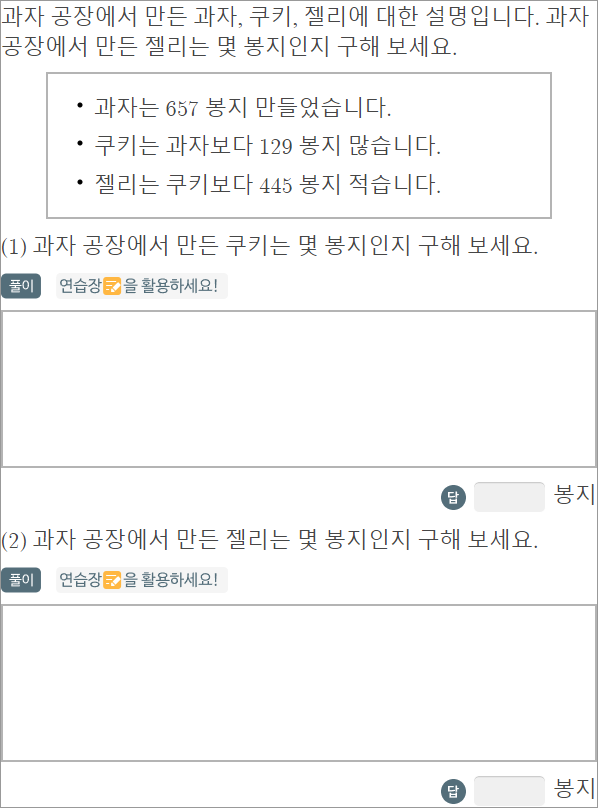 과자 공장에서 만든 과자, 쿠키, 젤리에 대한 설명입니다. 과자
공장에서 만든 젤리는 몇 봉지인지 구해 보세요.
• 과자는 657 봉지 만들었습니다.
• 쿠키는 과자보다 129 봉지 많습니다.
• 젤리는 쿠키보다 445 봉지 적습니다.
(1) 과자 공장에서 만든 쿠키는 몇 봉지인지 구해 보세요.
풀이 연습장을 활용하세요!
답 봉지
(2) 과자 공장에서 만든 젤리는 몇 봉지인지 구해 보세요.
풀이 연습장을 활용하세요!
답 봉지